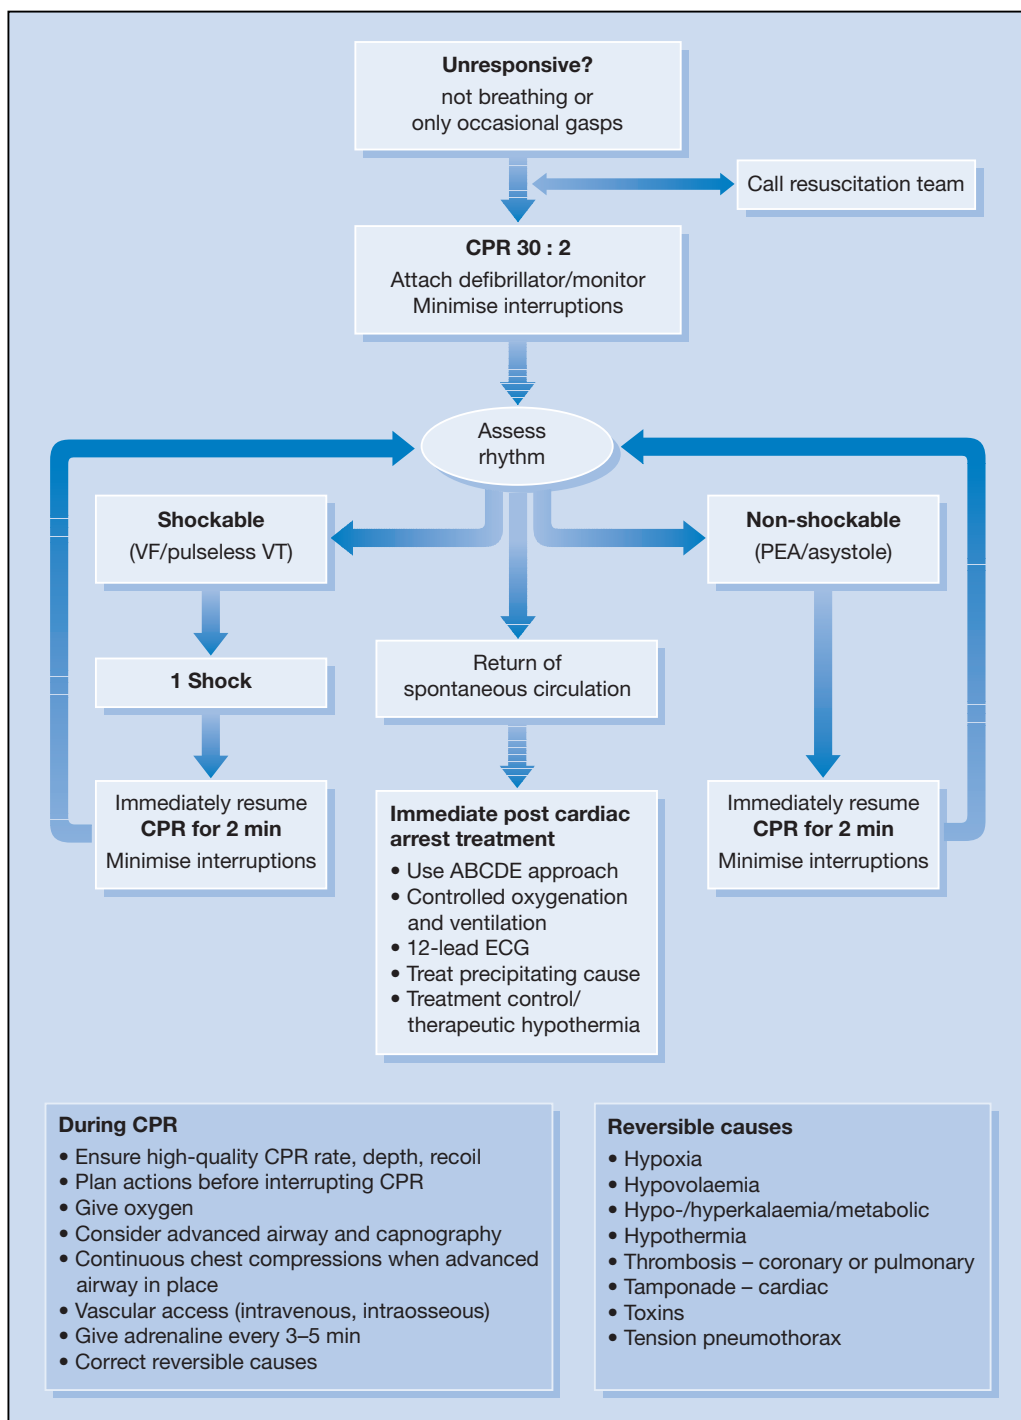 Unresponsive?
not breathing or
only occasional gasps
Call resuscitation team
CPR 30 : 2
Attach defibrillator/monitor
Minimise interruptions
Assess
rhythm
Shockable
(VF/pulseless VT)
Non-shockable
(PEA/asystole)
1 Shock
Return of
spontaneous circulation
Immediately resume
CPR for 2 min
Minimise interruptions
Immediate post cardiac
arrest treatment
• Use ABCDE approach
• Controlled oxygenation
and ventilation
• 12-lead ECG
• Treat precipitating cause
• Treatment control/
therapeutic hypothermia
Immediately resume
CPR for 2 min
Minimise interruptions
During CPR
• Ensure high-quality CPR rate, depth, recoil
• Plan actions before interrupting CPR
• Give oxygen
• Consider advanced airway and capnography
• Continuous chest compressions when advanced
airway in place
• Vascular access (intravenous, intraosseous)
• Give adrenaline every 3–5 min
• Correct reversible causes
Reversible causes
• Hypoxia
• Hypovolaemia
• Hypo-/hyperkalaemia/metabolic
• Hypothermia
• Thrombosis – coronary or pulmonary
• Tamponade – cardiac
• Toxins
• Tension pneumothorax